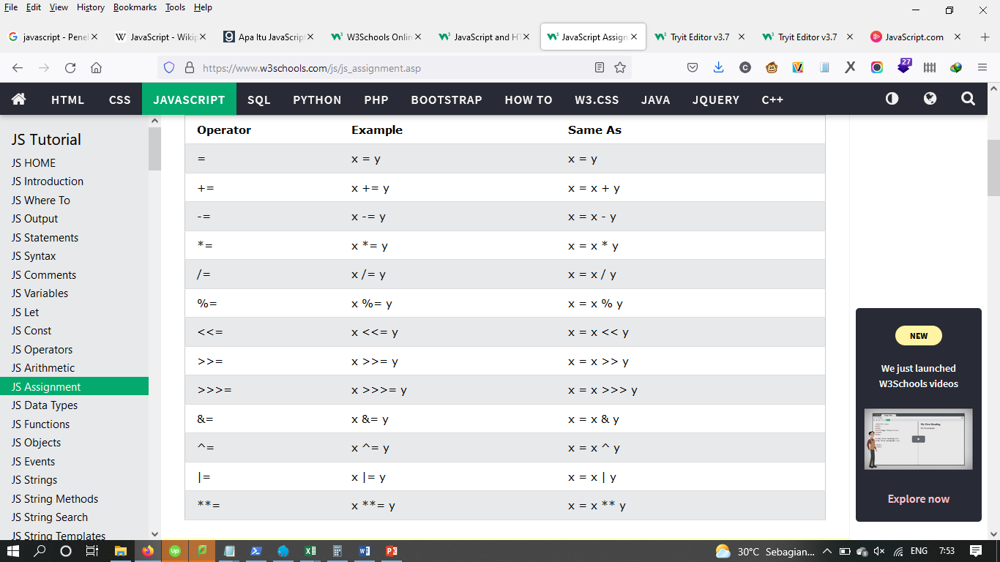 File Edit View History Bookmarks Tools Help
javascript - Penel
JavaScript - Wikip
Apa Itu JavaScript
W3Schools Onlin
JavaScript and HT
JavaScript Assign
Tryit Editor v3.7
Tryit Editor v3.7
JavaScript.com
https://www.w3schools.com/js/js_assignment.asp
27
HTML CSS JAVASCRIPT SQL PYTHON PHP BOOTSTRAP HOW TO W3.CSS JAVA JQUERY C++
JS Tutorial
JS HOME
JS Introduction
JS Where To
JS Output
JS Statements
JS Syntax
JS Comments
JS Variables
JS Let
JS Const
JS Operators
JS Arithmetic
JS Assignment
JS Data Types
JS Functions
JS Objects
JS Events
JS Strings
JS String Methods
JS String Search
JS String Templates
Operator Example Same As
= x = y x = y
+= x += y x = x + y
-= x -= y x = x - y
*= x *= y x = x * y
/= x /= y x = x / y
%= x %= y x = x % y
<<= x <<= y x = x << y
>>= x >>= y x = x >> y
>>>= x >>>= y x = x >>> y
&= x &= y x = x & y
^= x ^= y x = x ^ y
|= x |= y x = x | y
**= x **= y x = x ** y
NEW
We just launched
W3Schools videos
My First Heading
Explore now
30°C Sebagian... ENG 7:53